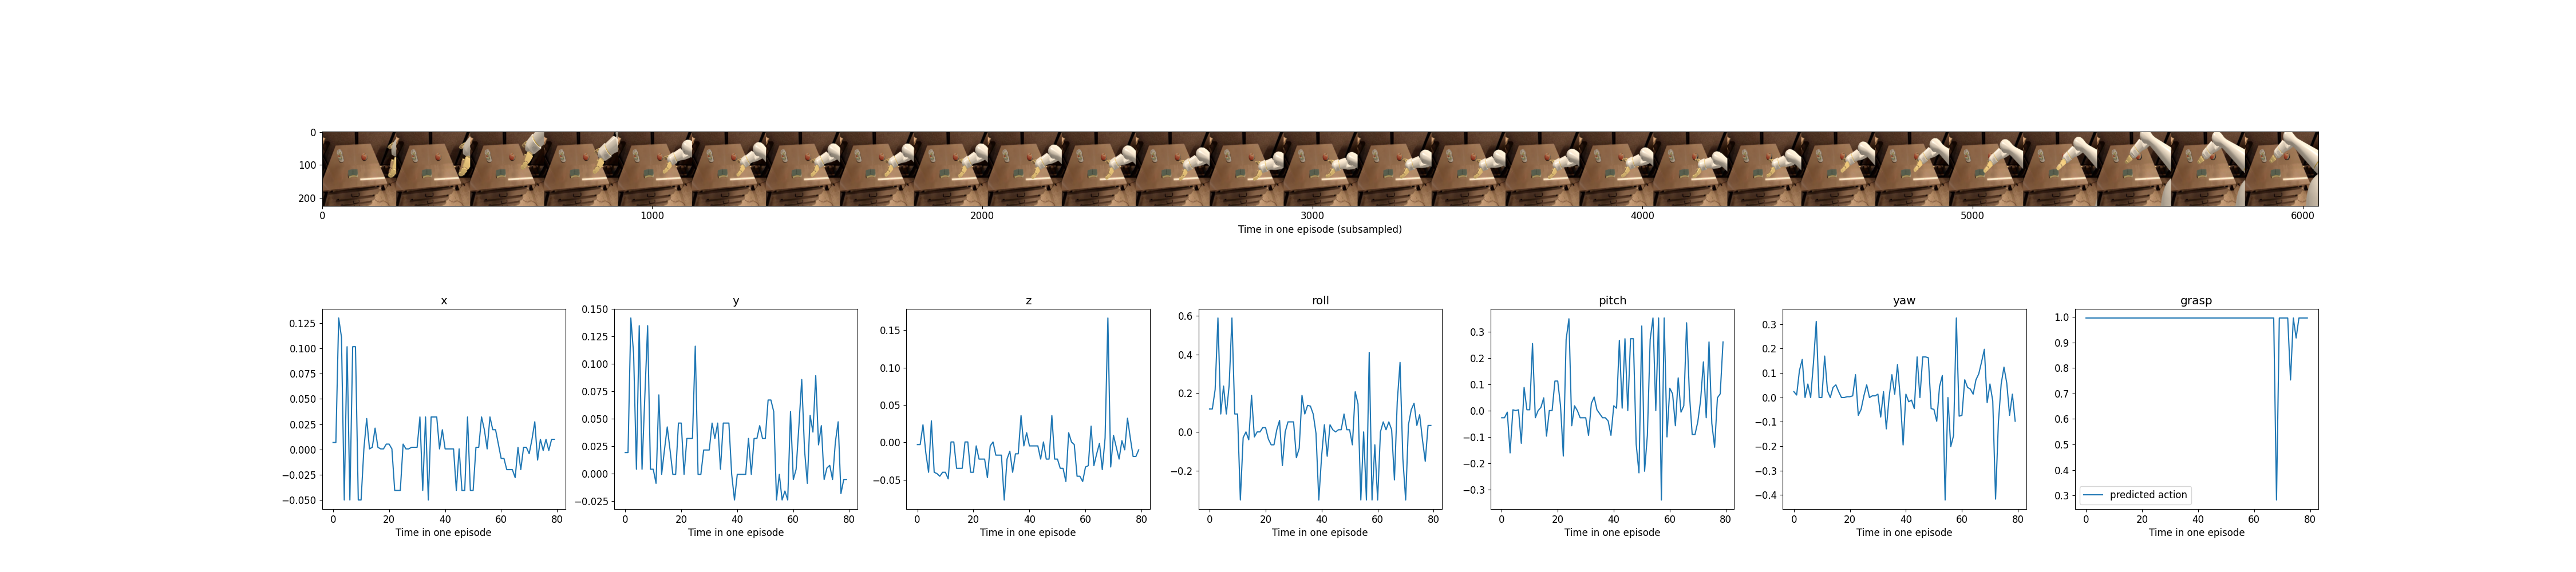 0
100
200
0 1000 2000 3000 4000 5000 6000
Time in one episode (subsampled)
x
0.125
0.100
0.075
0.050
0.025
0.000
−0.025
−0.050
0 20 40 60 80
Time in one episode
y
0.150
0.125
0.100
0.075
0.050
0.025
0.000
−0.025
0 20 40 60 80
Time in one episode
z
0.15
0.10
0.05
0.00
−0.05
0 20 40 60 80
Time in one episode
roll
0.6
0.4
0.2
0.0
−0.2
0 20 40 60 80
Time in one episode
pitch
0.3
0.2
0.1
0.0
−0.1
−0.2
−0.3
0 20 40 60 80
Time in one episode
yaw
0.3
0.2
0.1
0.0
−0.1
−0.2
−0.3
−0.4
0 20 40 60 80
Time in one episode
grasp
1.0
0.9
0.8
0.7
0.6
0.5
0.4
0.3
predicted action
0 20 40 60 80
Time in one episode